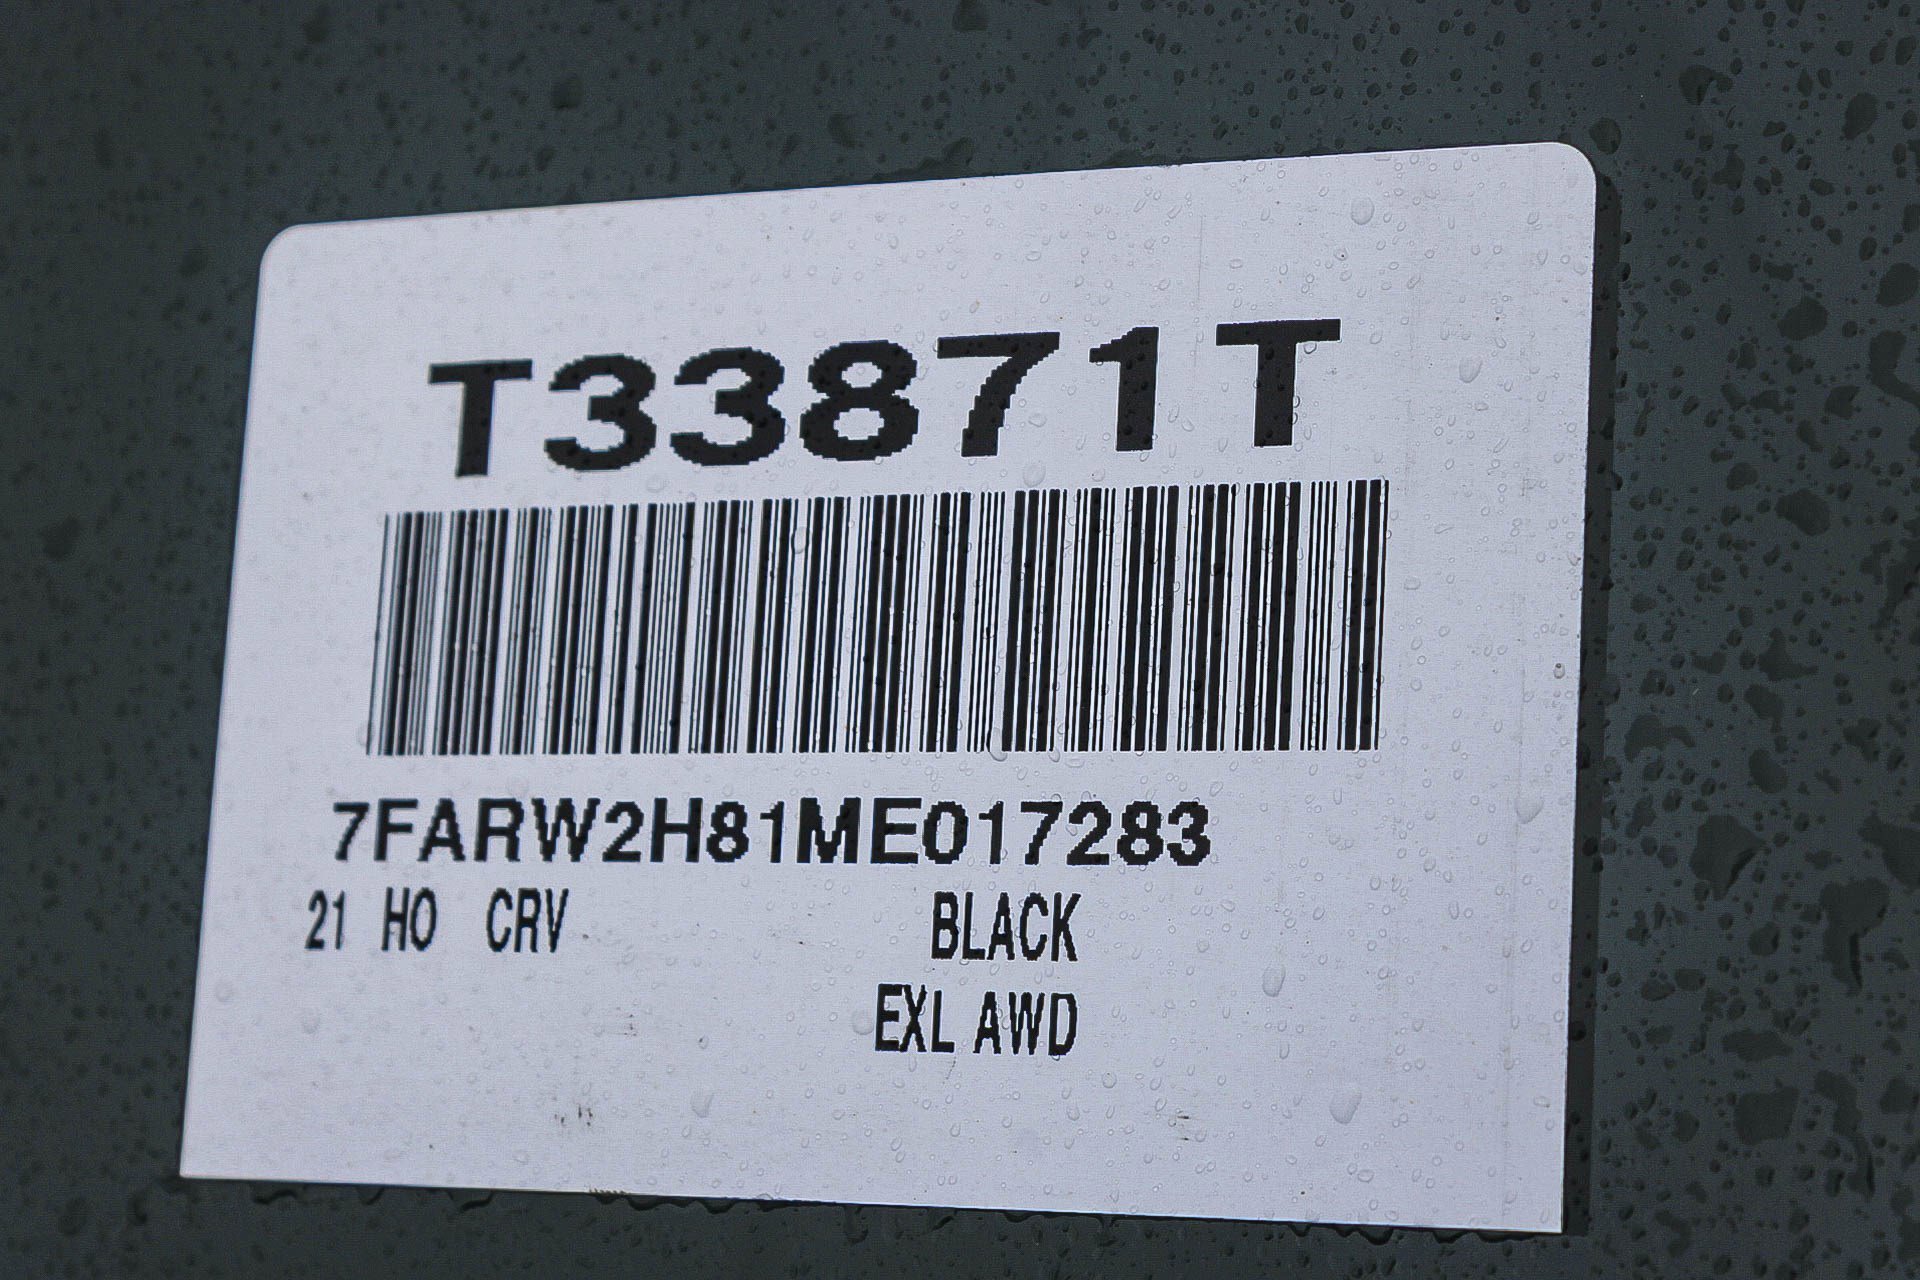 T33871T
7FARW2H81ME017283
21 HO CRV BLACK
EXL AWD